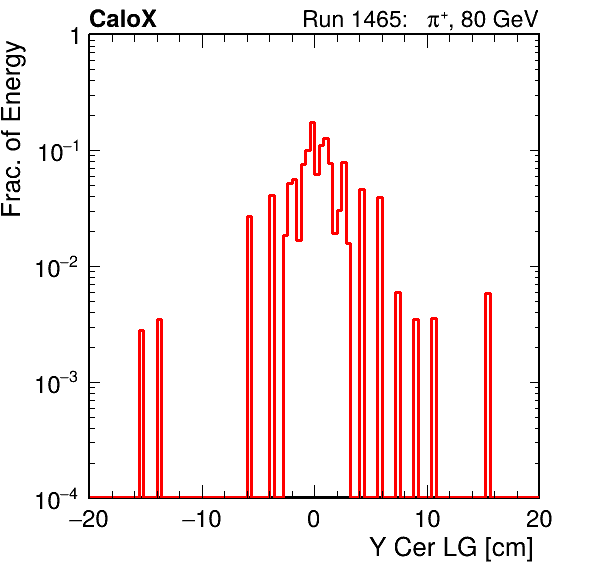 CaloX Run 1465: π⁺, 80 GeV
Frac. of Energy
1
10⁻¹
10⁻²
10⁻³
10⁻⁴
−20 −10 0 10 20
Y Cer LG [cm]